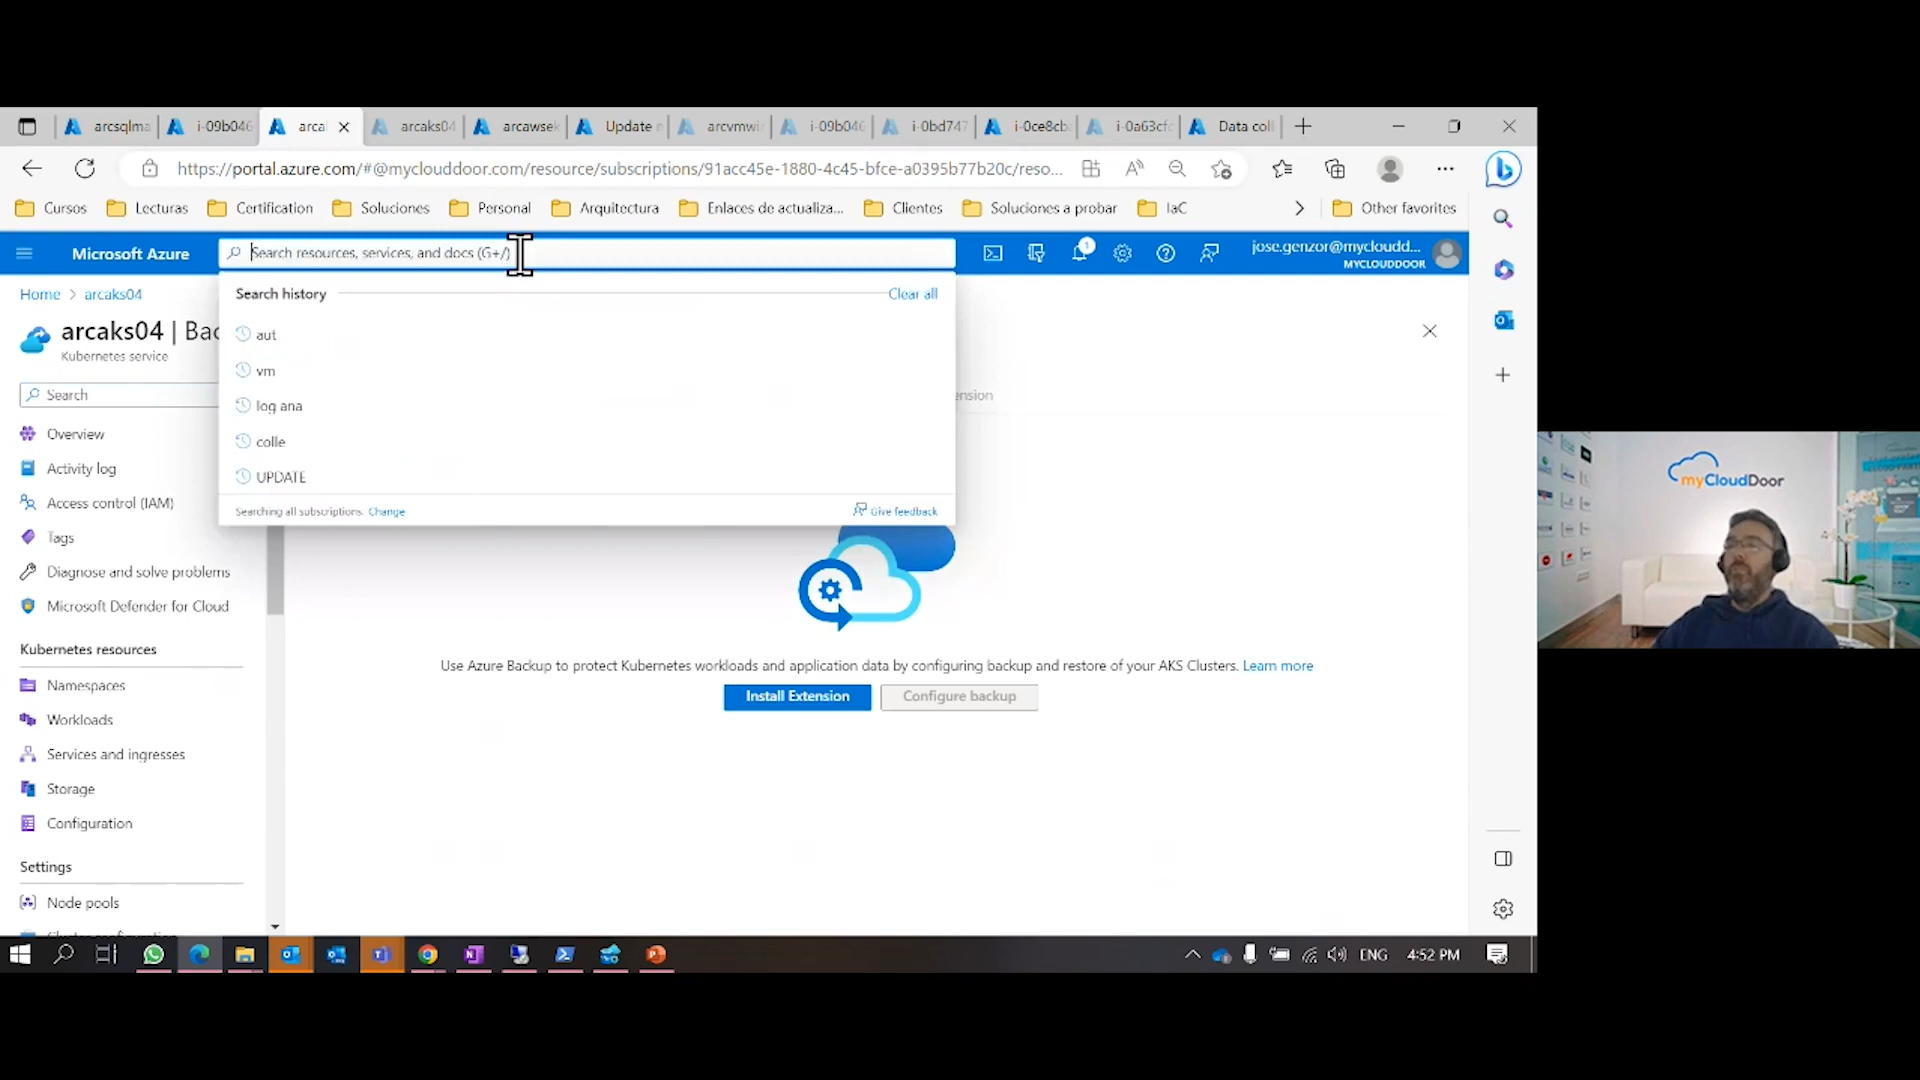 arcsqlma
i-09b046
arca
arcaks04
arcawsek
Update
arcvmwi
i-09b046
i-0bd747
i-0ce8cb
i-0a63cfc
Data coll
https://portal.azure.com/#@myclouddoor.com/resource/subscriptions/91acc45e-1880-4c45-bfce-a0395b77b20c/reso...
Cursos
Lecturas
Certification
Soluciones
Personal
Arquitectura
Enlaces de actualiza...
Clientes
Soluciones a probar
IaC
Other favorites
Microsoft Azure
Search resources, services, and docs (G+/)
1
jose.genzor@mycloudd...
MYCLOUDDOOR
Home > arcaks04
Search history
Clear all
arcaks04 | Bac
Kubernetes service
aut
vm
log ana
colle
UPDATE
Searching all subscriptions. Change
Give feedback
ension
Search
Overview
Activity log
Access control (IAM)
Tags
Diagnose and solve problems
Microsoft Defender for Cloud
Kubernetes resources
Namespaces
Workloads
Services and ingresses
Storage
Configuration
Settings
Node pools
Use Azure Backup to protect Kubernetes workloads and application data by configuring backup and restore of your AKS Clusters. Learn more
Install Extension
Configure backup
myCloudDoor
ENG
4:52 PM